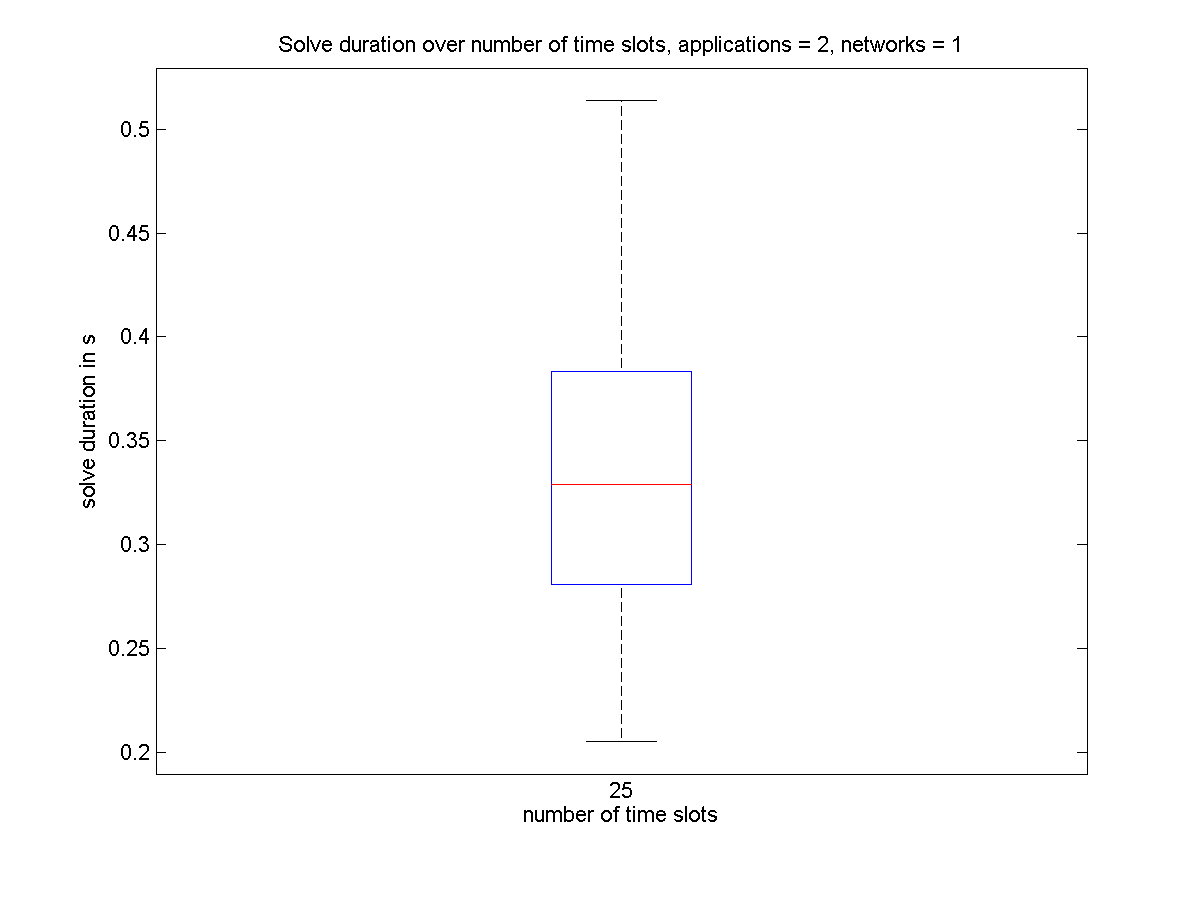 Solve duration over number of time slots, applications = 2, networks = 1
0.5
0.45
0.4
0.35
0.3
0.25
0.2
solve duration in s
25
number of time slots